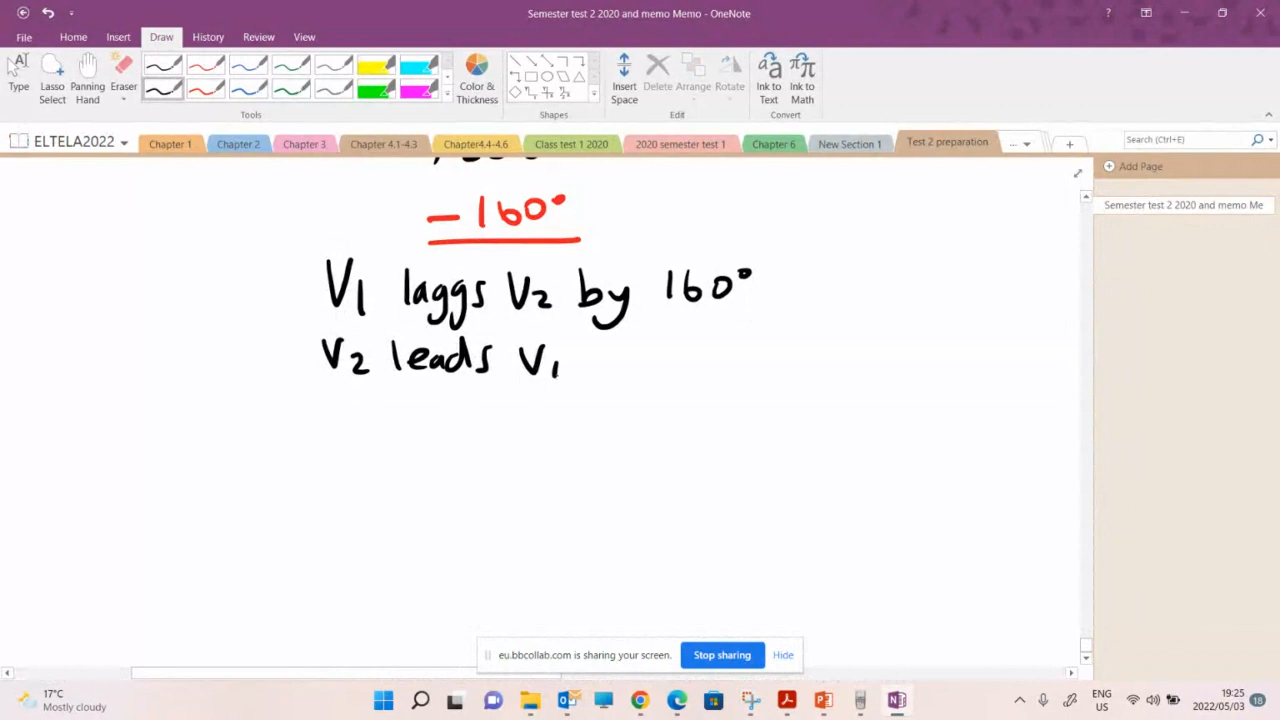 Semester test 2 2020 and memo Memo - OneNote
File Home Insert Draw History Review View
Type Lasso Select Panning Hand Eraser Color & Thickness Insert Space Delete Arrange Rotate Ink to Text Ink to Math
Tools Shapes Edit Convert
ELTELA2022 Chapter 1 Chapter 2 Chapter 3 Chapter 4.1-4.3 Chapter4.4-4.6 Class test 1 2020 2020 semester test 1 Chapter 6 New Section 1 Test 2 preparation ... + Search (Ctrl+E)
Add Page
- 160°
Semester test 2 2020 and memo Me
V1 laggs V2 by 160°
V2 leads V1
eu.bbcollab.com is sharing your screen. Stop sharing Hide
17°C
Mostly cloudy
ENG
US
19:25
2022/05/03
18